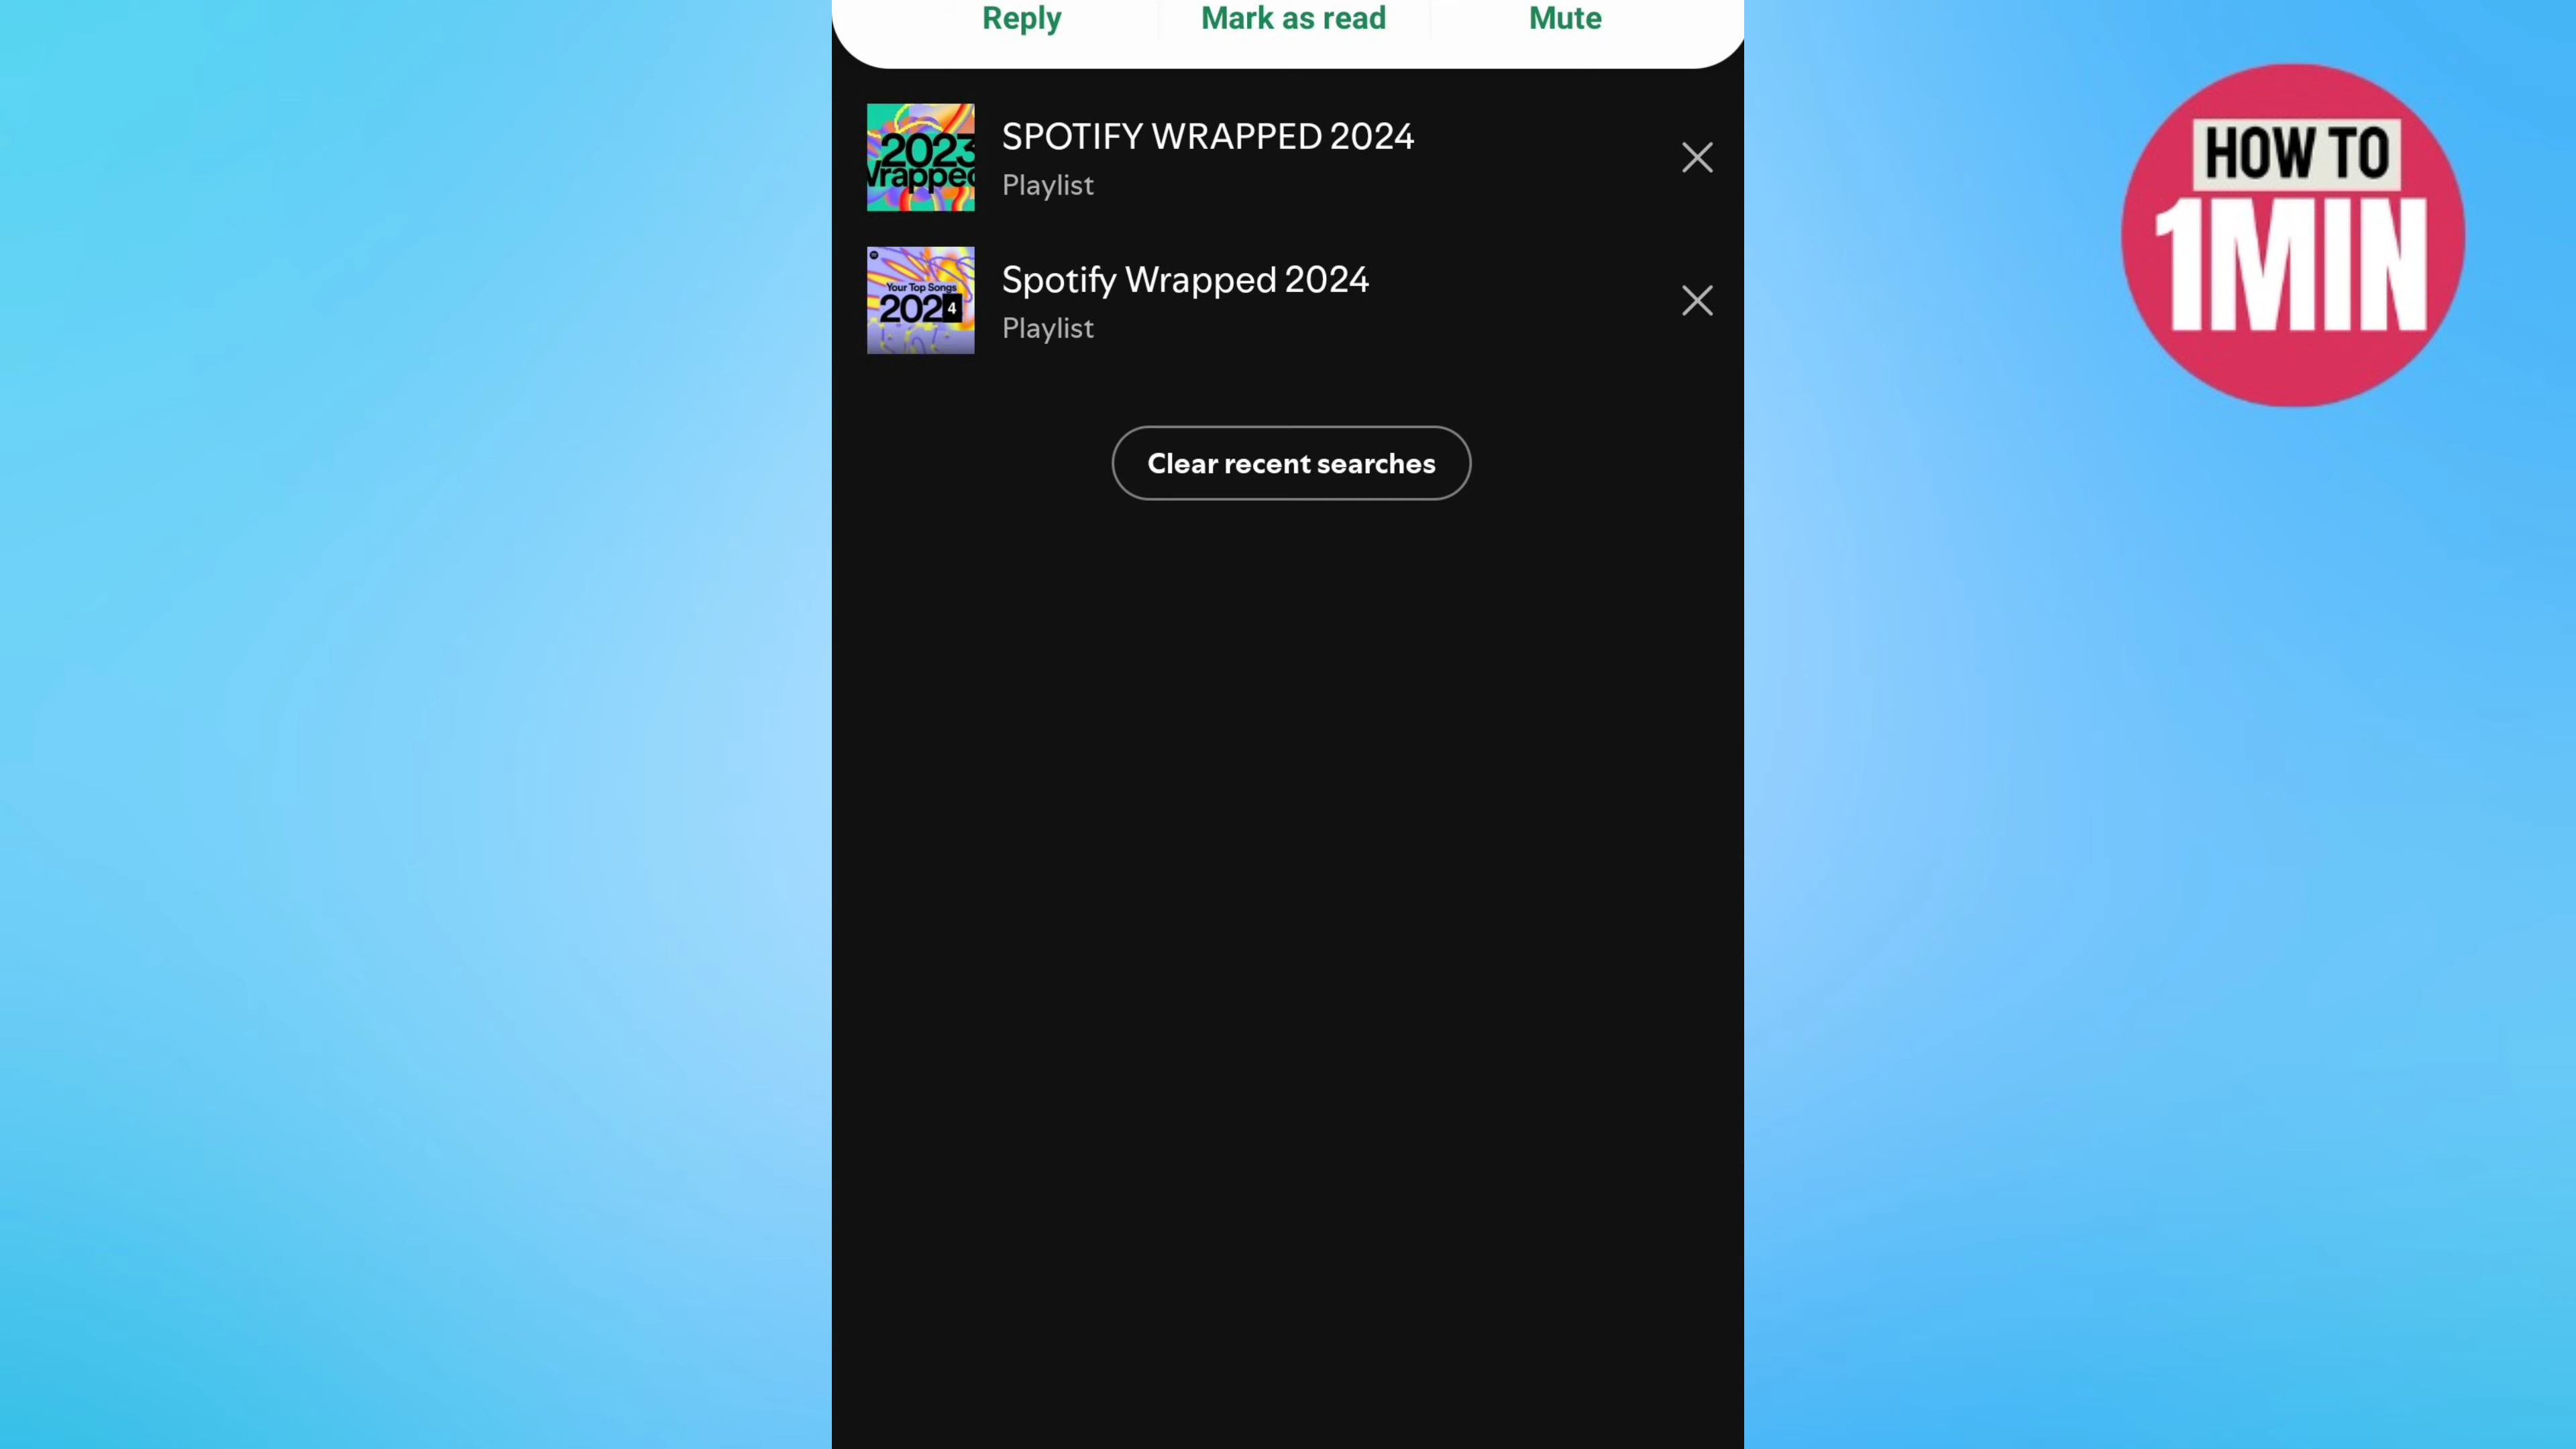 Reply Mark as read Mute
2023
Wrapped
SPOTIFY WRAPPED 2024
Playlist
Your Top Songs
2024
Spotify Wrapped 2024
Playlist
Clear recent searches
HOW TO
1MIN